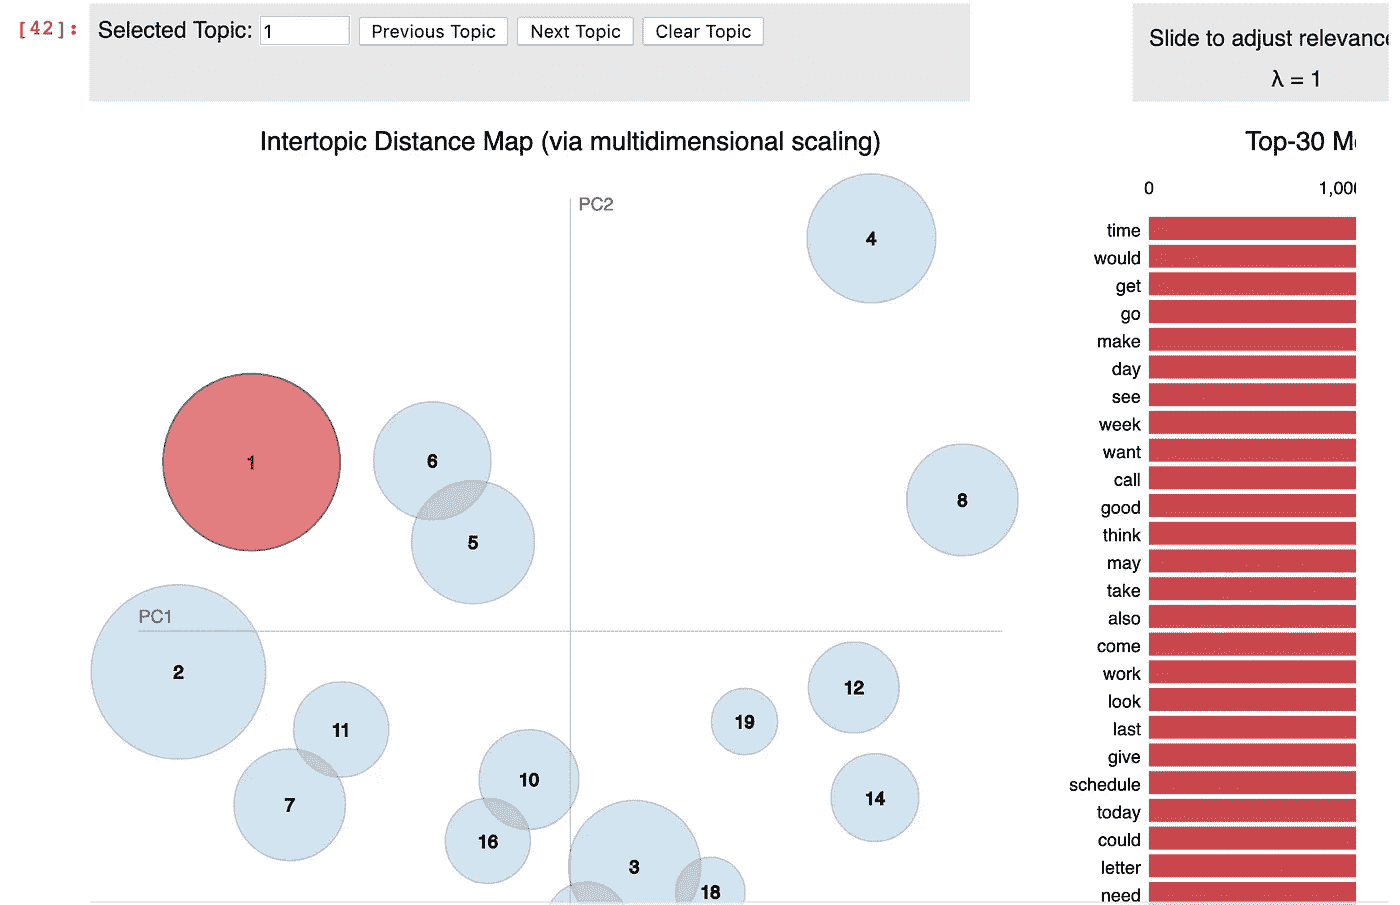 [42]:
Selected Topic: 1 Previous Topic Next Topic Clear Topic
Slide to adjust relevance
λ = 1
Intertopic Distance Map (via multidimensional scaling)
PC2
PC1
4
1
6
8
5
2
12
11
19
10
14
7
16
3
18
Top-30
0
time
would
get
go
make
day
see
week
want
call
good
think
may
take
also
come
work
look
last
give
schedule
today
could
letter
need